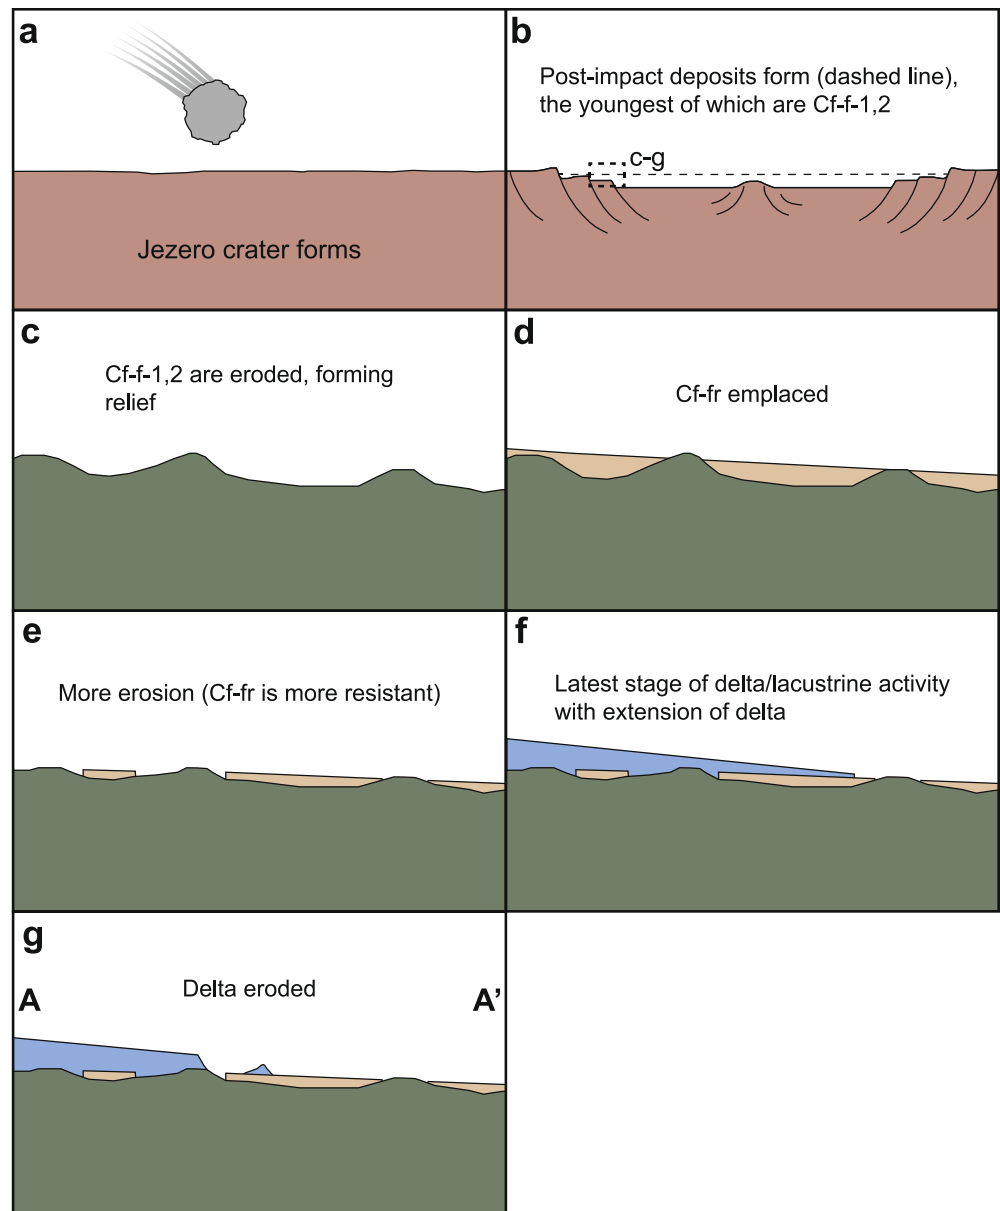 a
Jezero crater forms
b
Post-impact deposits form (dashed line),
the youngest of which are Cf-f-1,2
c-g
c
Cf-f-1,2 are eroded, forming
relief
d
Cf-fr emplaced
e
More erosion (Cf-fr is more resistant)
f
Latest stage of delta/lacustrine activity
with extension of delta
g
Delta eroded
A
A'